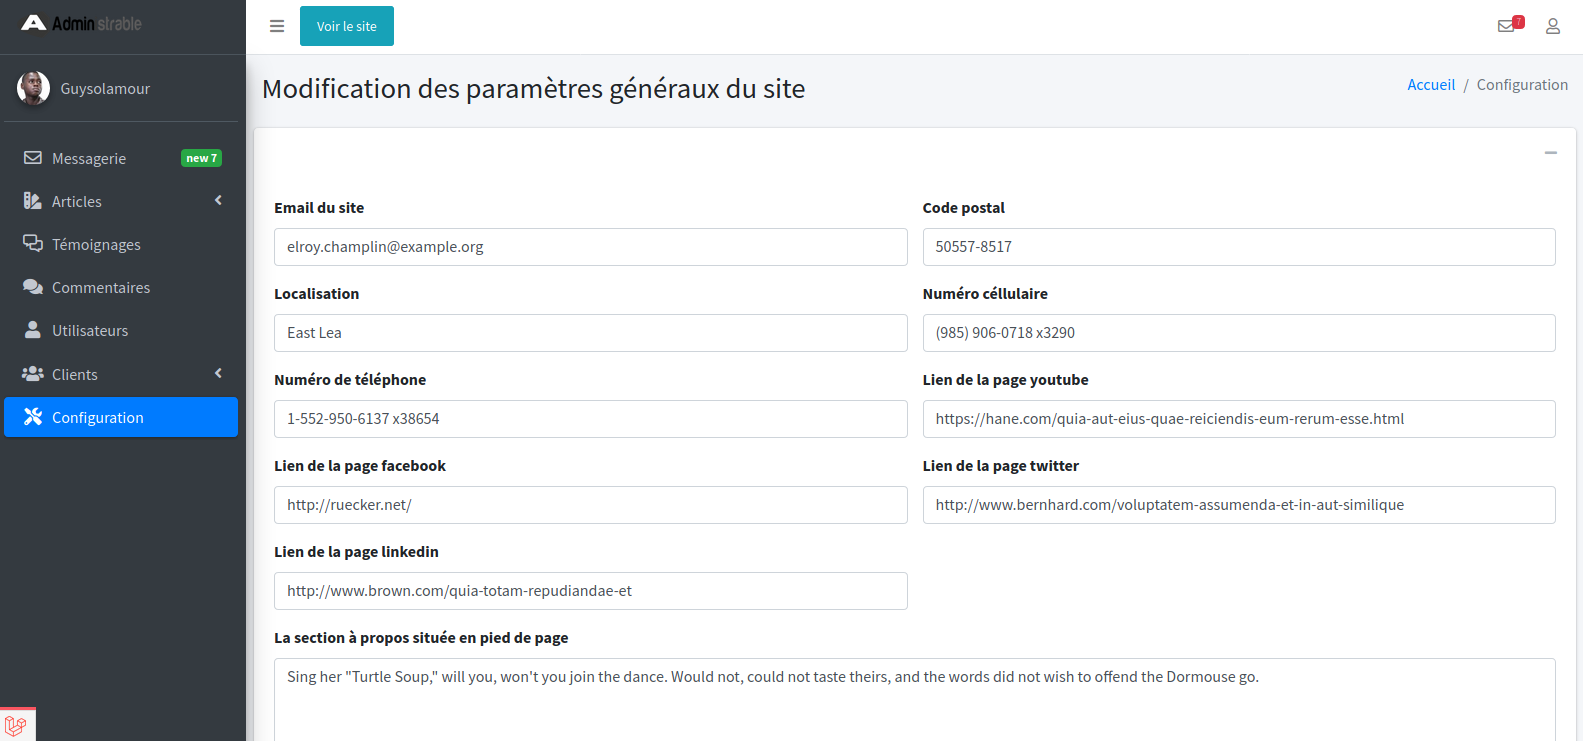 Admin strable
Voir le site
7
Guysolamour
Modification des paramètres généraux du site
Accueil / Configuration
Messagerie new 7
Articles
Témoignages
Commentaires
Utilisateurs
Clients
Configuration
Email du site
elroy.champlin@example.org
Code postal
50557-8517
Localisation
East Lea
Numéro céllulaire
(985) 906-0718 x3290
Numéro de téléphone
1-552-950-6137 x38654
Lien de la page youtube
https://hane.com/quia-aut-eius-quae-reiciendis-eum-rerum-esse.html
Lien de la page facebook
http://ruecker.net/
Lien de la page twitter
http://www.bernhard.com/voluptatem-assumenda-et-in-aut-similique
Lien de la page linkedin
http://www.brown.com/quia-totam-repudiandae-et
La section à propos située en pied de page
Sing her "Turtle Soup," will you, won't you join the dance. Would not, could not taste theirs, and the words did not wish to offend the Dormouse go.